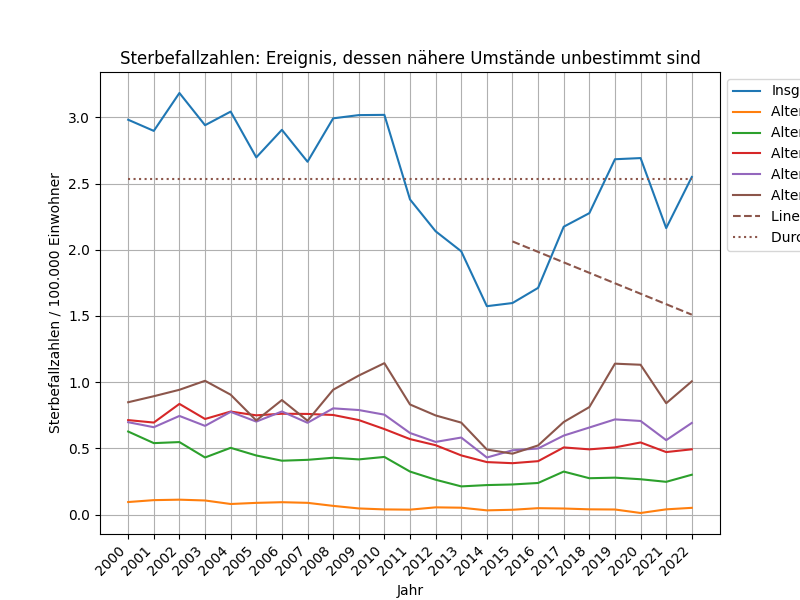 Sterbefallzahlen: Ereignis, dessen nähere Umstände unbestimmt sind
Sterbefallzahlen / 100.000 Einwohner
3.0
2.5
2.0
1.5
1.0
0.5
0.0
2000
2001
2002
2003
2004
2005
2006
2007
2008
2009
2010
2011
2012
2013
2014
2015
2016
2017
2018
2019
2020
2021
2022
Jahr
Insg
Alter
Alter
Alter
Alter
Alter
Line
Durc